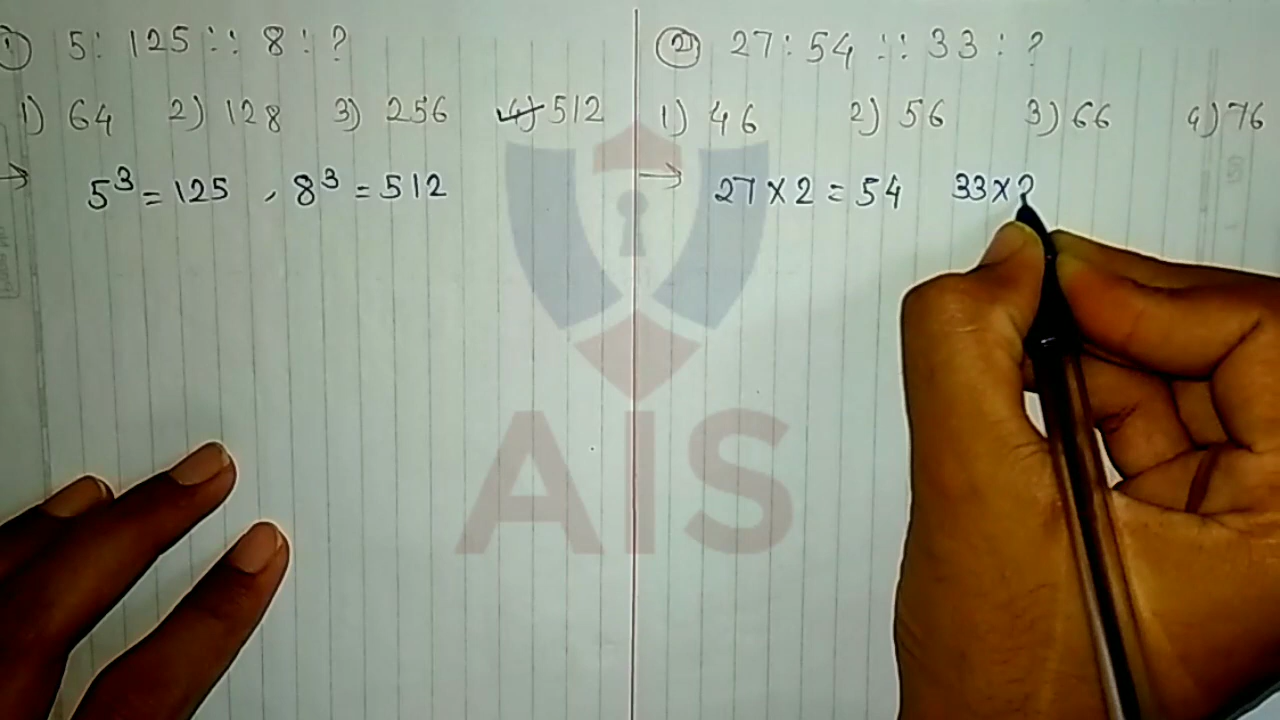 ① 5 : 125 :: 8 : ?
1) 64 2) 128 3) 256 4) 512
→ 5³ = 125 , 8³ = 512
② 27 : 54 :: 33 : ?
1) 46 2) 56 3) 66 4) 76
→ 27 × 2 = 54 33 × 2
AIS